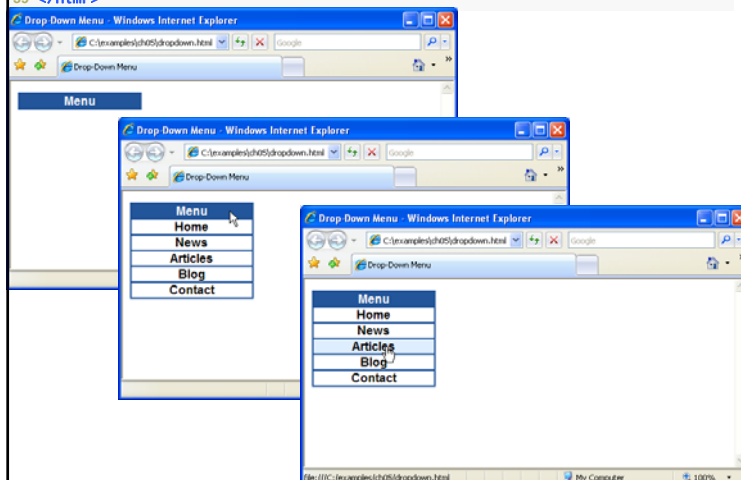 65 </html>
Drop-Down Menu - Windows Internet Explorer
C:\examples\ch05\dropdown.html
Google
Drop-Down Menu
Menu
Drop-Down Menu - Windows Internet Explorer
C:\examples\ch05\dropdown.html
Google
Drop-Down Menu
Menu
Home
News
Articles
Blog
Contact
Drop-Down Menu - Windows Internet Explorer
C:\examples\ch05\dropdown.html
Google
Drop-Down Menu
Menu
Home
News
Articles
Blog
Contact
file:///C:/examples/ch05/dropdown.html
My Computer
100%